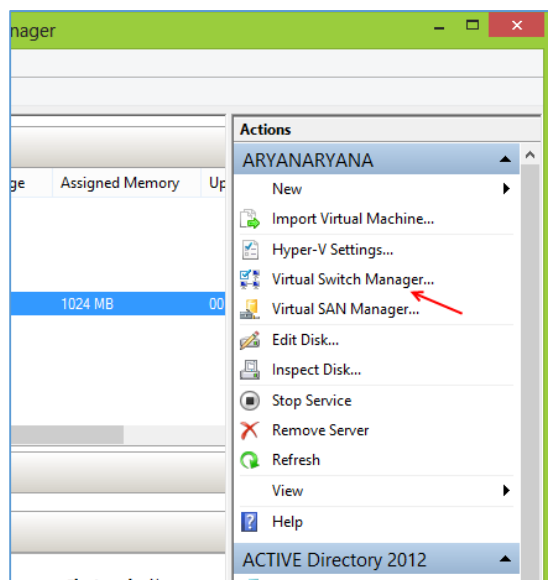 nager
Actions
ARYANARYANA
ge Assigned Memory Up
New
Import Virtual Machine...
Hyper-V Settings...
Virtual Switch Manager...
1024 MB 00
Virtual SAN Manager...
Edit Disk...
Inspect Disk...
Stop Service
Remove Server
Refresh
View
Help
ACTIVE Directory 2012